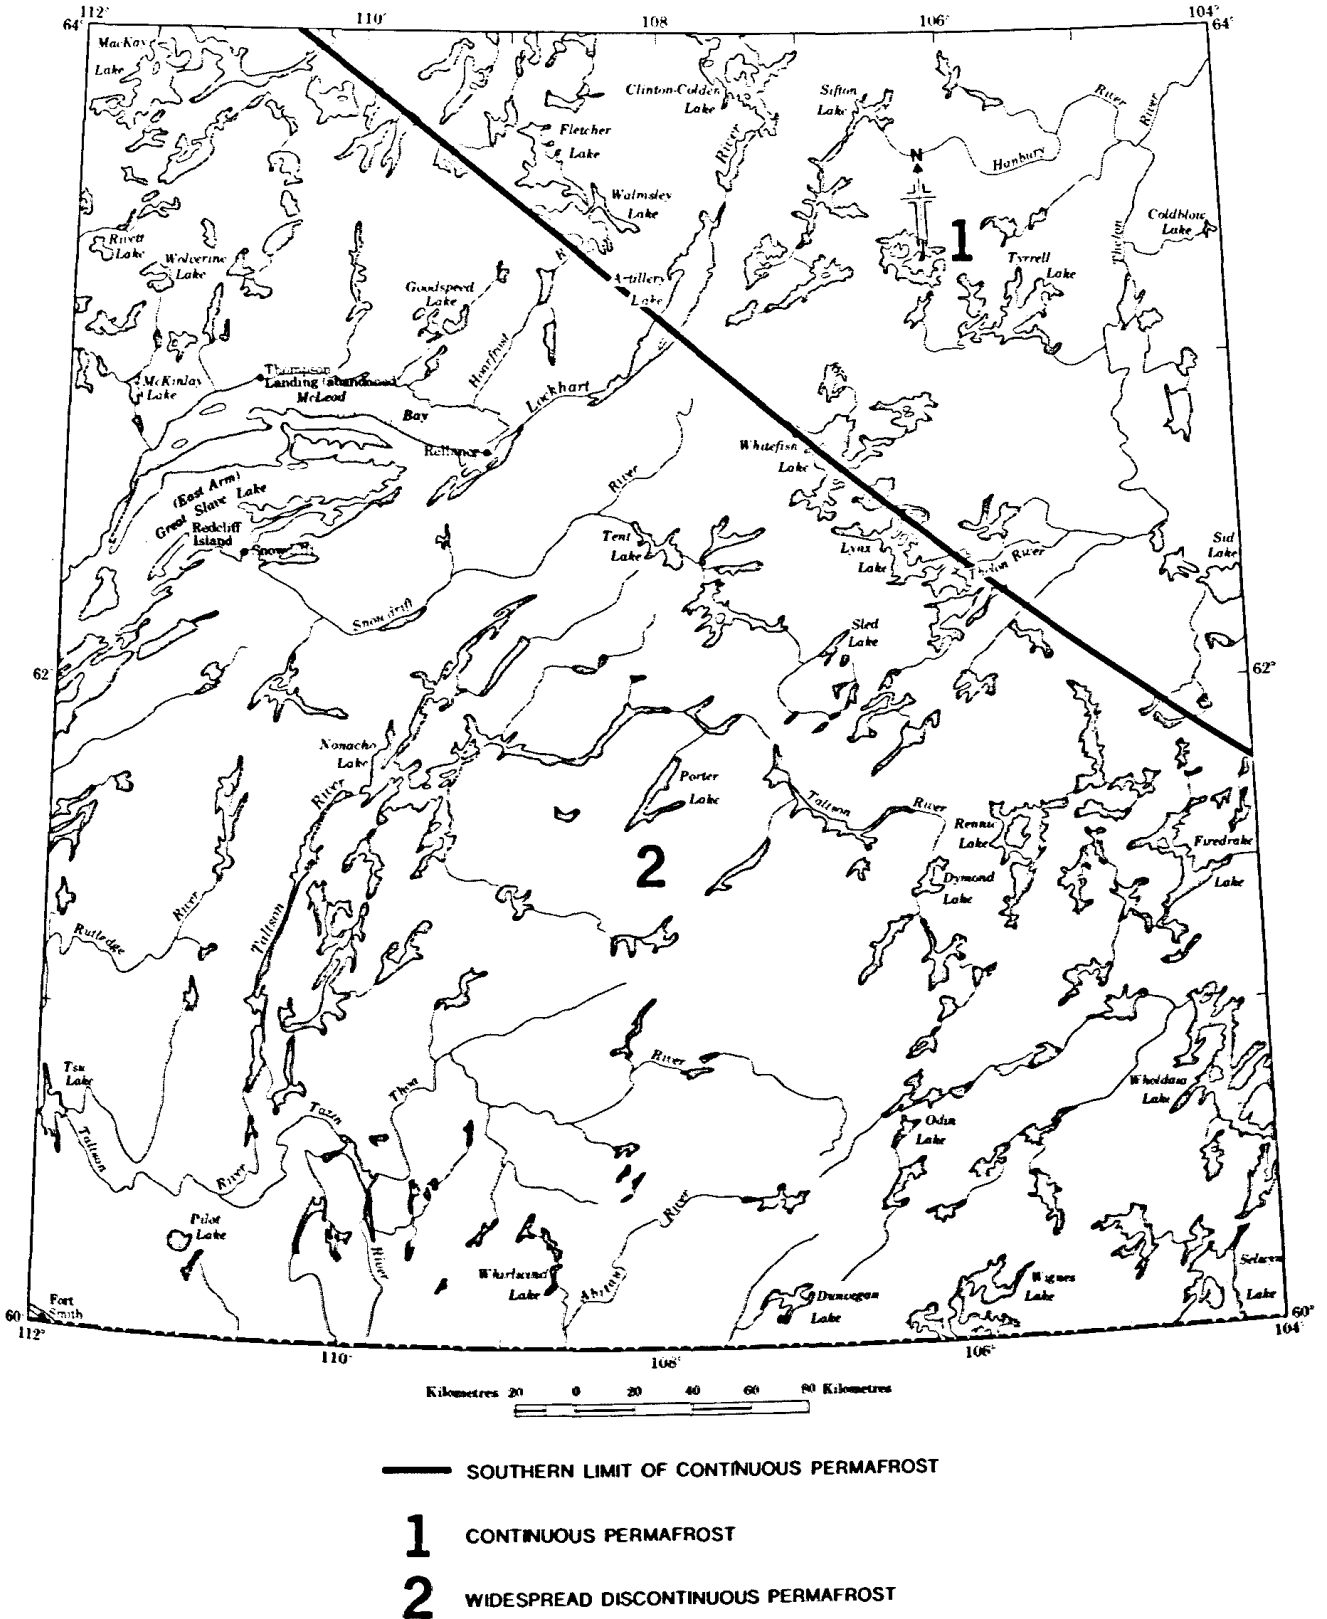 112° 110° 108 106° 104°
64° 64°
MacKay
Lake
Clinton-Colden
Lake
Sifton
Lake
River
River
River
Fletcher
Lake
Hanbury
N
Walmsley
Lake
Coldblow
Lake
1
Rivett
Lake
Wolverine
Lake
Thelon
Tyrrell
Lake
Goodspeed
Lake
Artillery
Lake
Hoarfrost
R
McKinlay
Lake
Thompson
Landing (abandoned)
McLeod
Bay
Lockhart
Reliance
Whitefish
Lake
(East Arm)
Great Slave Lake
Redcliff
Island
River
Tent
Lake
Lynx
Lake
Thelon River
Sid
Lake
Snowdrift
Sled
Lake
62° 62°
Nonacho
Lake
River
Porter
Lake
Taltson
River
Rennie
Lake
Firedrake
Lake
2
Dymond
Lake
River
Taltson
Rutledge
River
Tsu
Lake
Wholdaia
Lake
Thoa
Tazin
Odin
Lake
Taltson
River
River
Pilot
Lake
River
Whirlwind
Lake
Abitau
Dunvegan
Lake
Wignes
Lake
Selwyn
Lake
Fort
Smith
60° 60°
112° 110° 108° 106° 104°
Kilometres 20 0 20 40 60 80 Kilometres
SOUTHERN LIMIT OF CONTINUOUS PERMAFROST
1 CONTINUOUS PERMAFROST
2 WIDESPREAD DISCONTINUOUS PERMAFROST